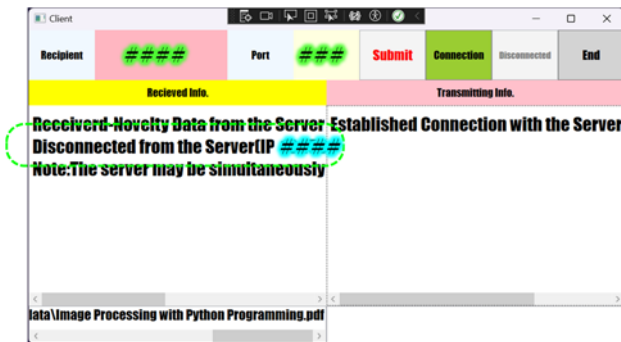 Client
Recipient #### Port ### Submit Connection Disconnected End
Recieved Info. Transmitting Info.
Receiverd-Novelty Data from the Server
Disconnected from the Server(IP ####
Note:The server may be simultaneously
Established Connection with the Server
lata\Image Processing with Python Programming.pdf